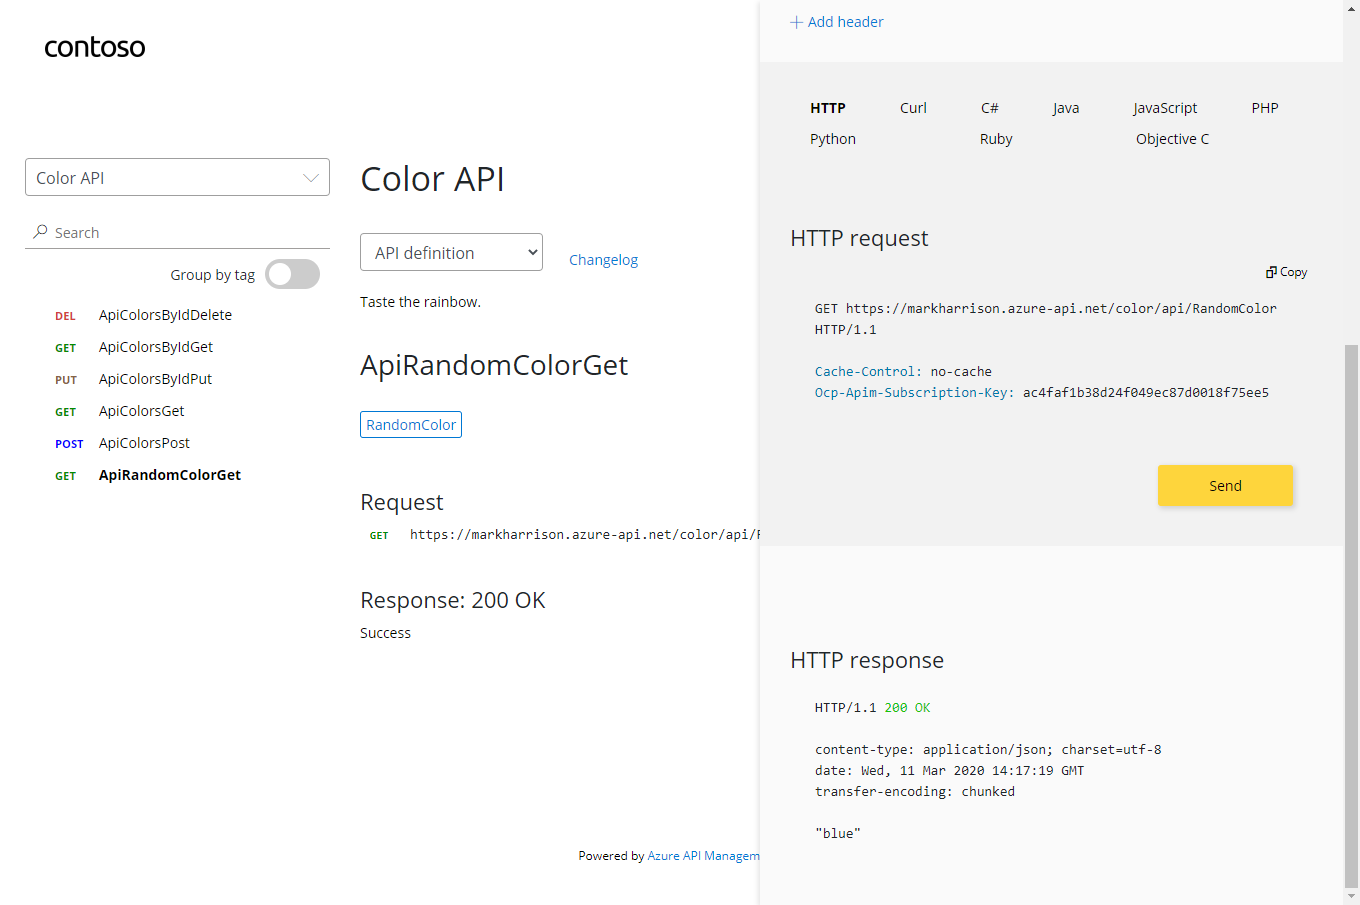 contoso
Color API
Search
Group by tag
DEL ApiColorsByIdDelete
GET ApiColorsByIdGet
PUT ApiColorsByIdPut
GET ApiColorsGet
POST ApiColorsPost
GET ApiRandomColorGet
Color API
API definition
Changelog
Taste the rainbow.
ApiRandomColorGet
RandomColor
Request
GET https://markharrison.azure-api.net/color/api/
Response: 200 OK
Success
Powered by Azure API Managem
Add header
HTTP Curl C# Java JavaScript PHP
Python Ruby Objective C
HTTP request
Copy
GET https://markharrison.azure-api.net/color/api/RandomColor
HTTP/1.1
Cache-Control: no-cache
Ocp-Apim-Subscription-Key: ac4faf1b38d24f049ec87d0018f75ee5
Send
HTTP response
HTTP/1.1 200 OK
content-type: application/json; charset=utf-8
date: Wed, 11 Mar 2020 14:17:19 GMT
transfer-encoding: chunked
"blue"